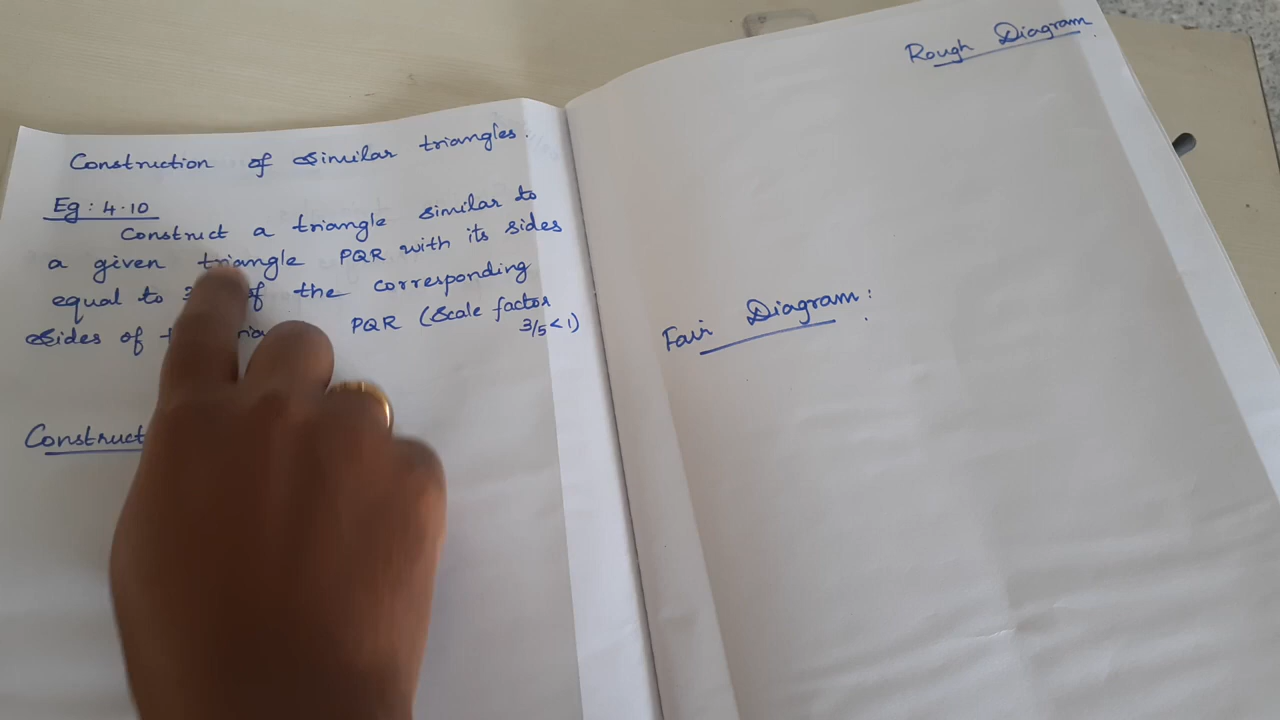 Construction of similar triangles.
Eg: 4.10
Construct a triangle similar to
a given triangle PQR with its sides
equal to of the corresponding
sides of PQR (Scale factor
3/5 < 1)
Construct
Rough Diagram.
Fair Diagram: